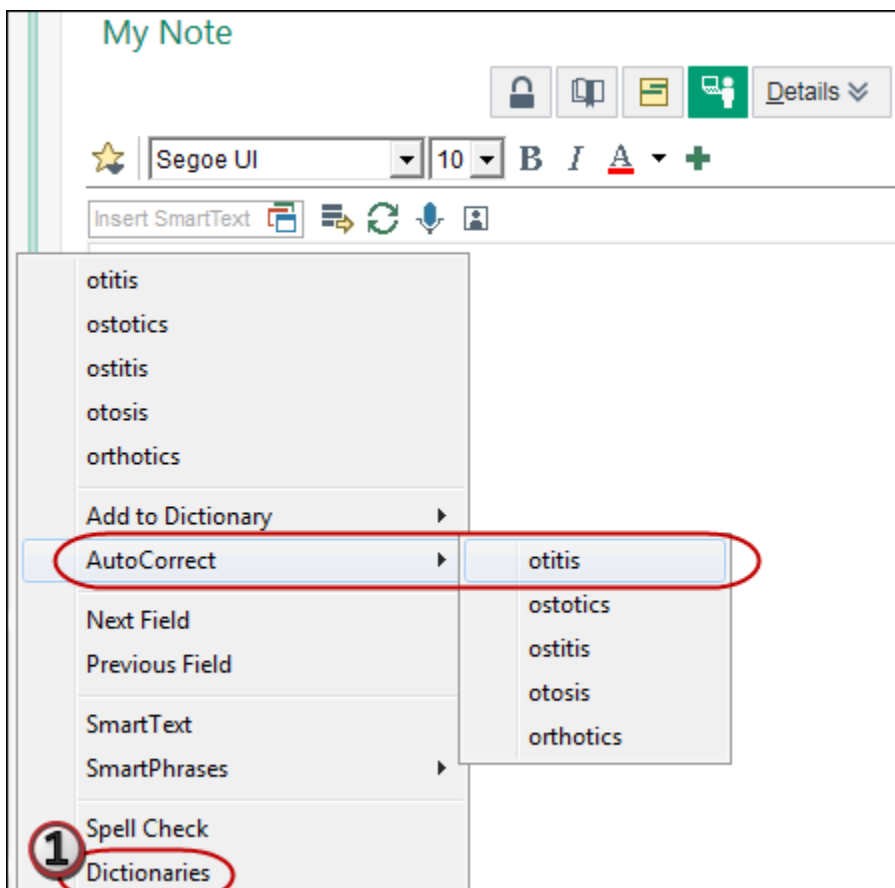 My Note
Details
Segoe UI 10 B I A
Insert SmartText
otitis
ostotics
ostitis
otosis
orthotics
Add to Dictionary
AutoCorrect otitis
ostotics
Next Field
ostitis
Previous Field
otosis
SmartText
orthotics
SmartPhrases
Spell Check
1
Dictionaries